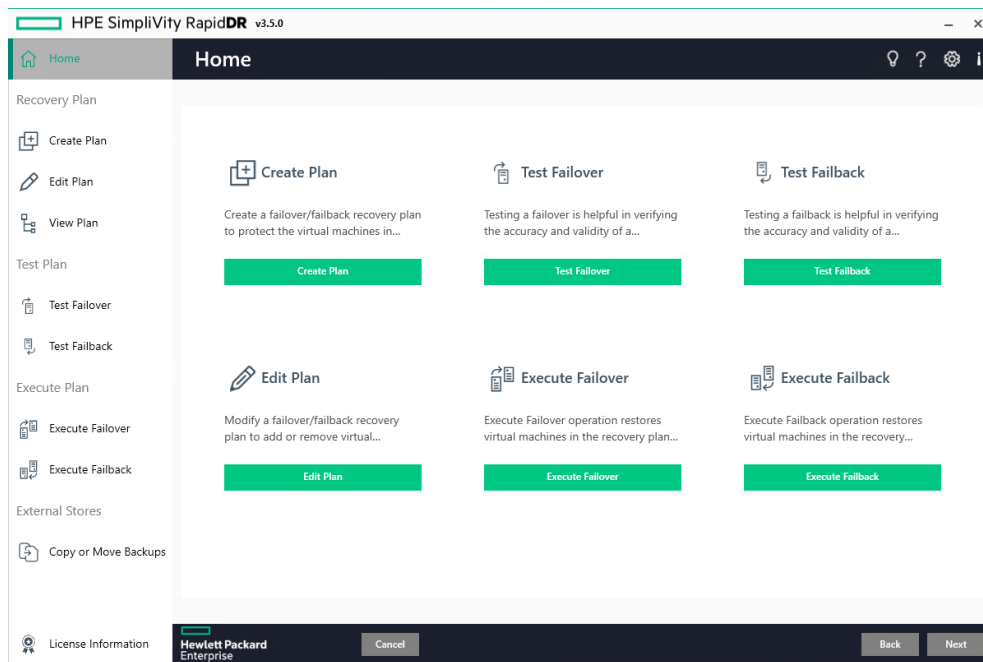 HPE SimpliVity RapidDR v3.5.0
Home
Home
Recovery Plan
Create Plan
Edit Plan
View Plan
Test Plan
Test Failover
Test Failback
Execute Plan
Execute Failover
Execute Failback
External Stores
Copy or Move Backups
License Information
Create Plan
Create a failover/failback recovery plan
to protect the virtual machines in...
Create Plan
Test Failover
Testing a failover is helpful in verifying
the accuracy and validity of a...
Test Failover
Test Failback
Testing a failback is helpful in verifying
the accuracy and validity of a...
Test Failback
Edit Plan
Modify a failover/failback recovery
plan to add or remove virtual...
Edit Plan
Execute Failover
Execute Failover operation restores
virtual machines in the recovery plan...
Execute Failover
Execute Failback
Execute Failback operation restores
virtual machines in the recovery...
Execute Failback
Hewlett Packard
Enterprise
Cancel
Back
Next